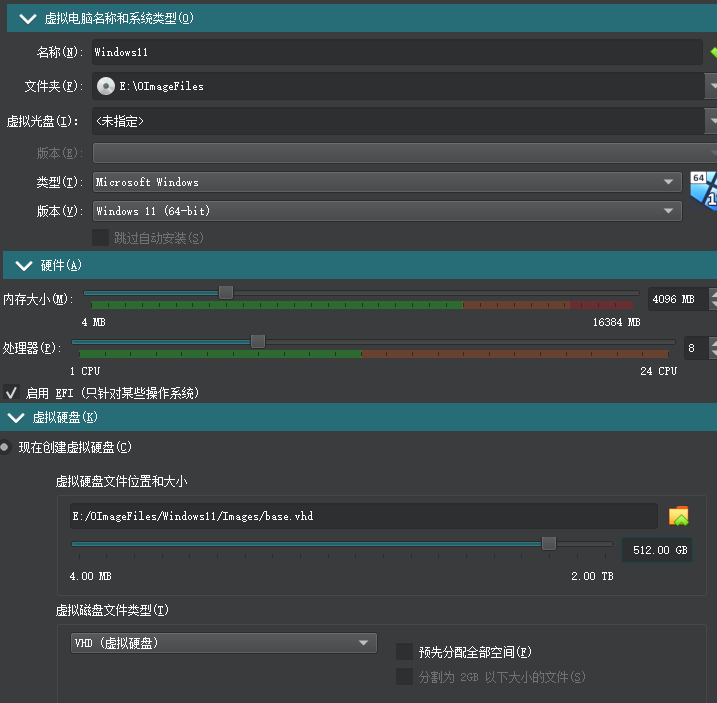 虚拟电脑名称和系统类型(O)
名称(N): Windows11
文件夹(F): E:\OImageFiles
虚拟光盘(I): <未指定>
版本(E):
类型(T): Microsoft Windows
64
版本(V): Windows 11 (64-bit)
跳过自动安装(S)
硬件(A)
内存大小(M): 4096 MB
4 MB 16384 MB
处理器(P): 8
1 CPU 24 CPU
启用 EFI (只针对某些操作系统)
虚拟硬盘(K)
现在创建虚拟硬盘(C)
虚拟硬盘文件位置和大小
E:/OImageFiles/Windows11/Images/base.vhd
512.00 GB
4.00 MB 2.00 TB
虚拟磁盘文件类型(T)
VHD (虚拟硬盘)
预先分配全部空间(F)
分割为 2GB 以下大小的文件(S)